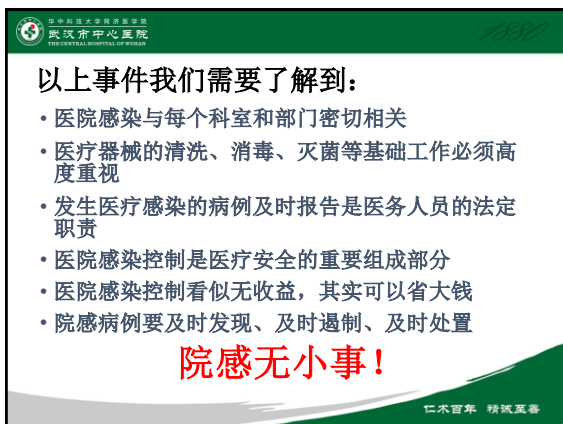 华中科技大学同济医学院
武汉市中心医院
THE CENTRAL HOSPITAL OF WUHAN
1880
以上事件我们需要了解到：
• 医院感染与每个科室和部门密切相关
• 医疗器械的清洗、消毒、灭菌等基础工作必须高
度重视
• 发生医疗感染的病例及时报告是医务人员的法定
职责
• 医院感染控制是医疗安全的重要组成部分
• 医院感染控制看似无收益，其实可以省大钱
• 院感病例要及时发现、及时遏制、及时处置
院感无小事！
仁术百年 精诚至善